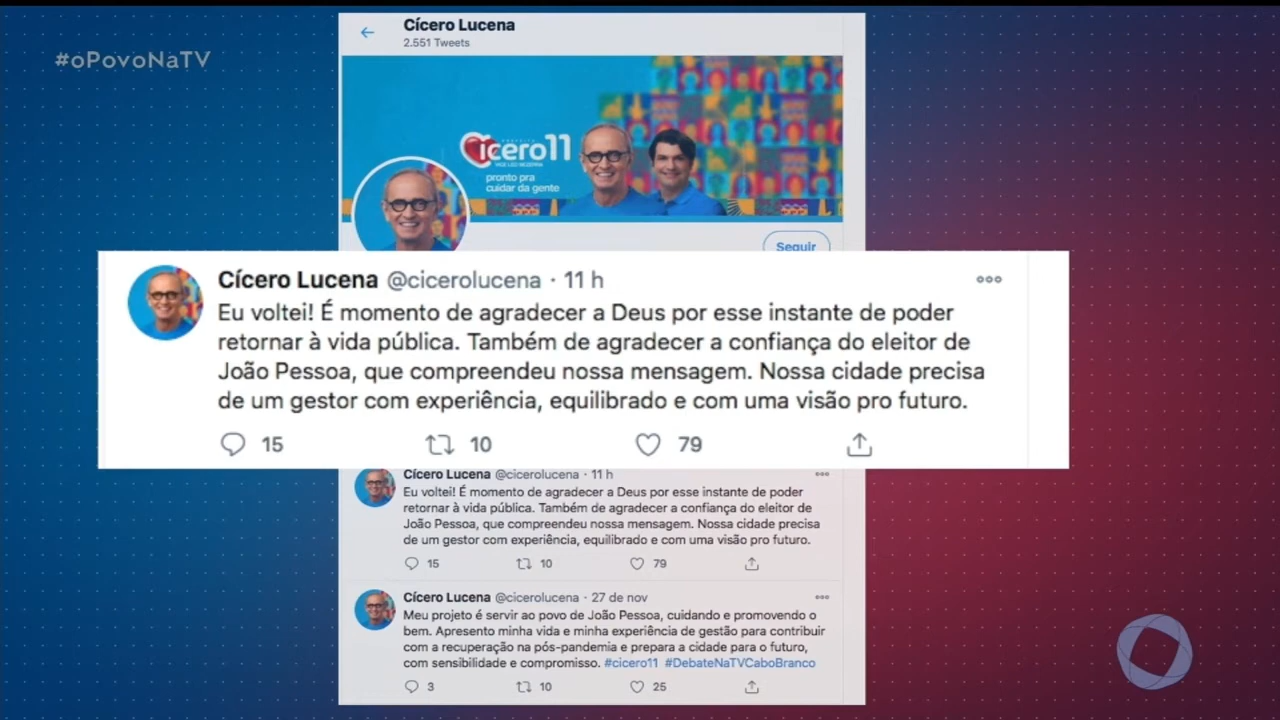 #oPovoNaTV
Cícero Lucena
2.551 Tweets
Cícero11
pronto pra
cuidar da gente
Seguir
Cícero Lucena @cicerolucena · 11 h
Eu voltei! É momento de agradecer a Deus por esse instante de poder
retornar à vida pública. Também de agradecer a confiança do eleitor de
João Pessoa, que compreendeu nossa mensagem. Nossa cidade precisa
de um gestor com experiência, equilibrado e com uma visão pro futuro.
15 10 79
Cícero Lucena @cicerolucena · 11 h
Eu voltei! É momento de agradecer a Deus por esse instante de poder
retornar à vida pública. Também de agradecer a confiança do eleitor de
João Pessoa, que compreendeu nossa mensagem. Nossa cidade precisa
de um gestor com experiência, equilibrado e com uma visão pro futuro.
15 10 79
Cícero Lucena @cicerolucena · 27 de nov
Meu projeto é servir ao povo de João Pessoa, cuidando e promovendo o
bem. Apresento minha vida e minha experiência de gestão para contribuir
com a recuperação na pós-pandemia e prepara a cidade para o futuro,
com sensibilidade e compromisso. #cicero11 #DebateNaTVCaboBranco
3 10 25